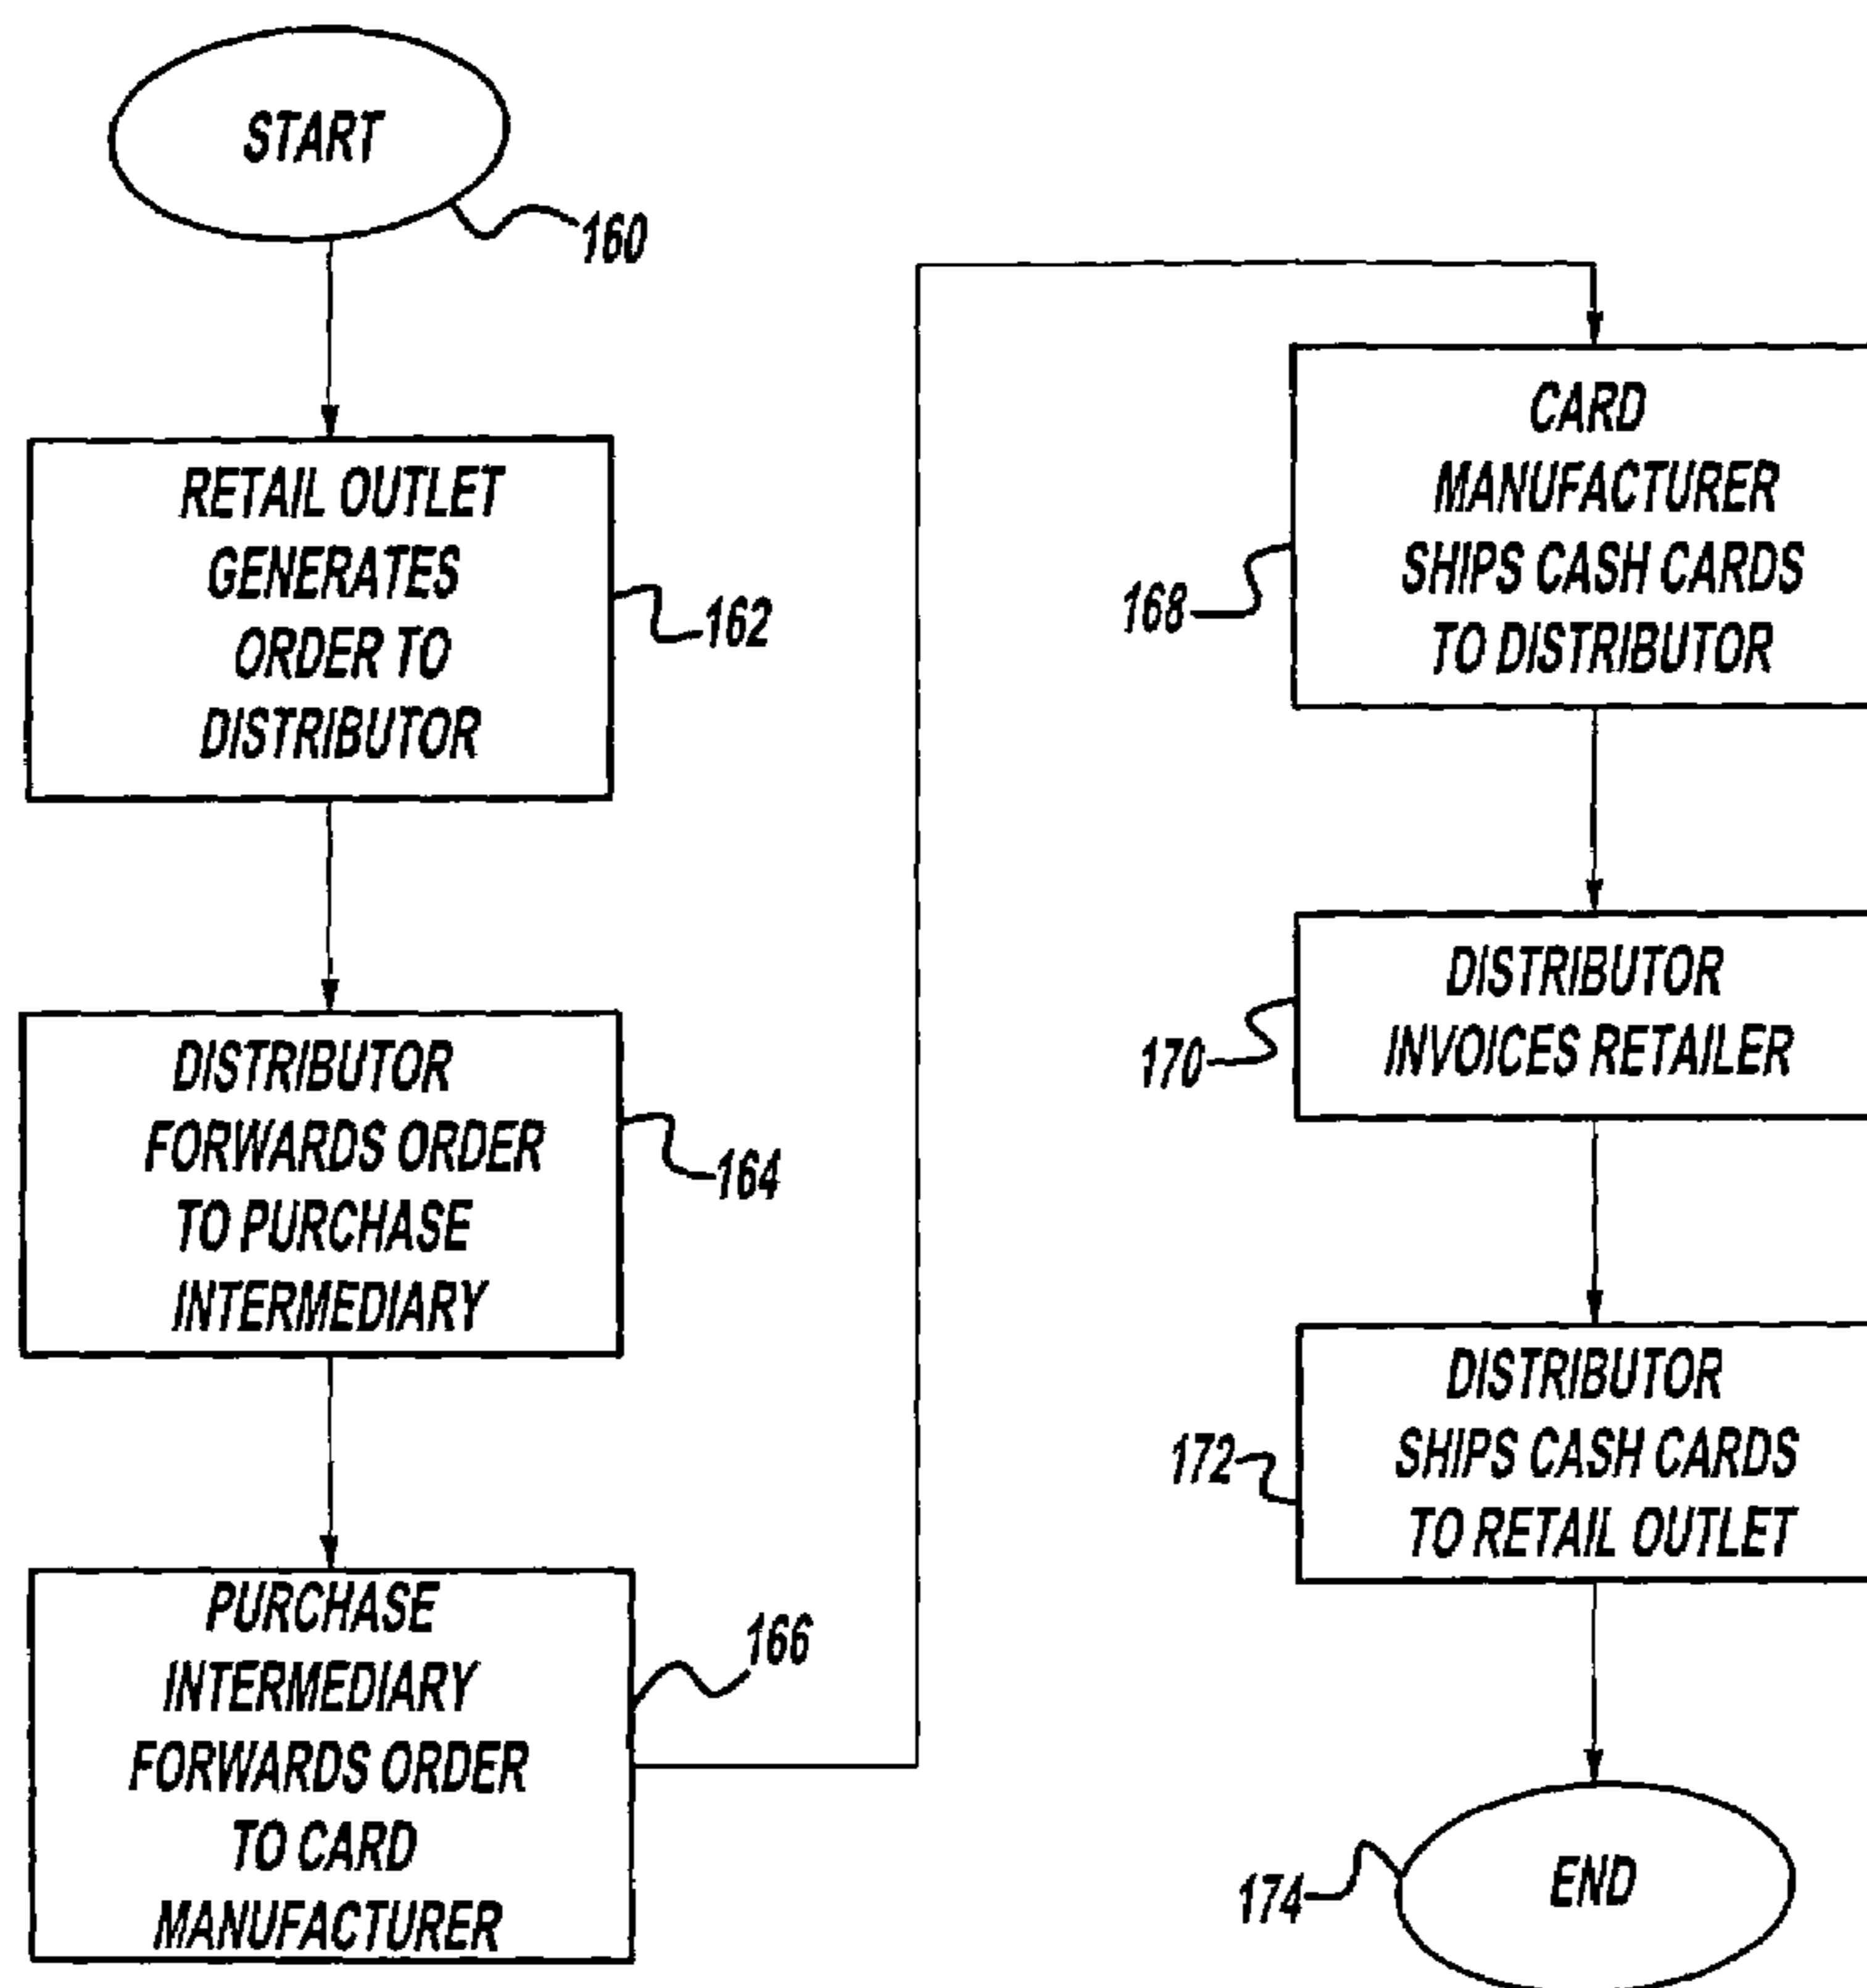 START
160
RETAIL OUTLET
GENERATES
ORDER TO
DISTRIBUTOR
162
DISTRIBUTOR
FORWARDS ORDER
TO PURCHASE
INTERMEDIARY
164
PURCHASE
INTERMEDIARY
FORWARDS ORDER
TO CARD
MANUFACTURER
166
CARD
MANUFACTURER
SHIPS CASH CARDS
TO DISTRIBUTOR
168
DISTRIBUTOR
INVOICES RETAILER
170
DISTRIBUTOR
SHIPS CASH CARDS
TO RETAIL OUTLET
172
END
174